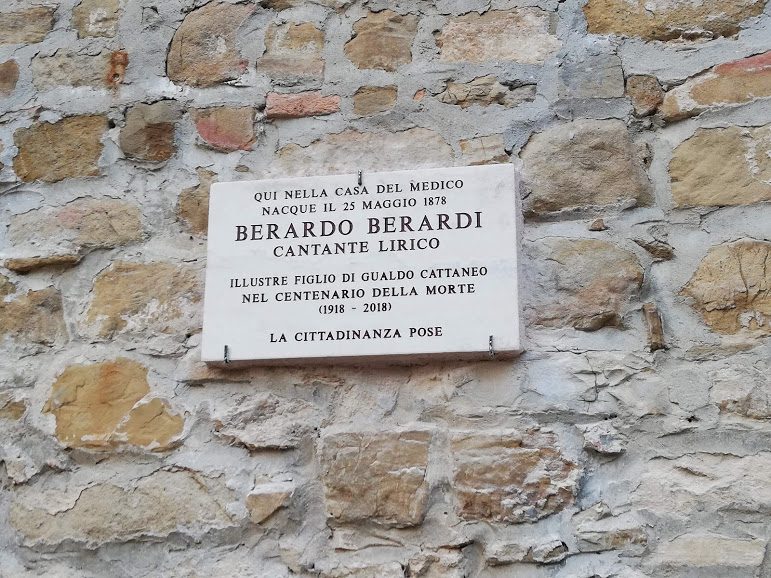 QUI NELLA CASA DEL MEDICO
NACQUE IL 25 MAGGIO 1878
BERARDO BERARDI
CANTANTE LIRICO
ILLUSTRE FIGLIO DI GUALDO CATTANEO
NEL CENTENARIO DELLA MORTE
(1918 - 2018)
LA CITTADINANZA POSE